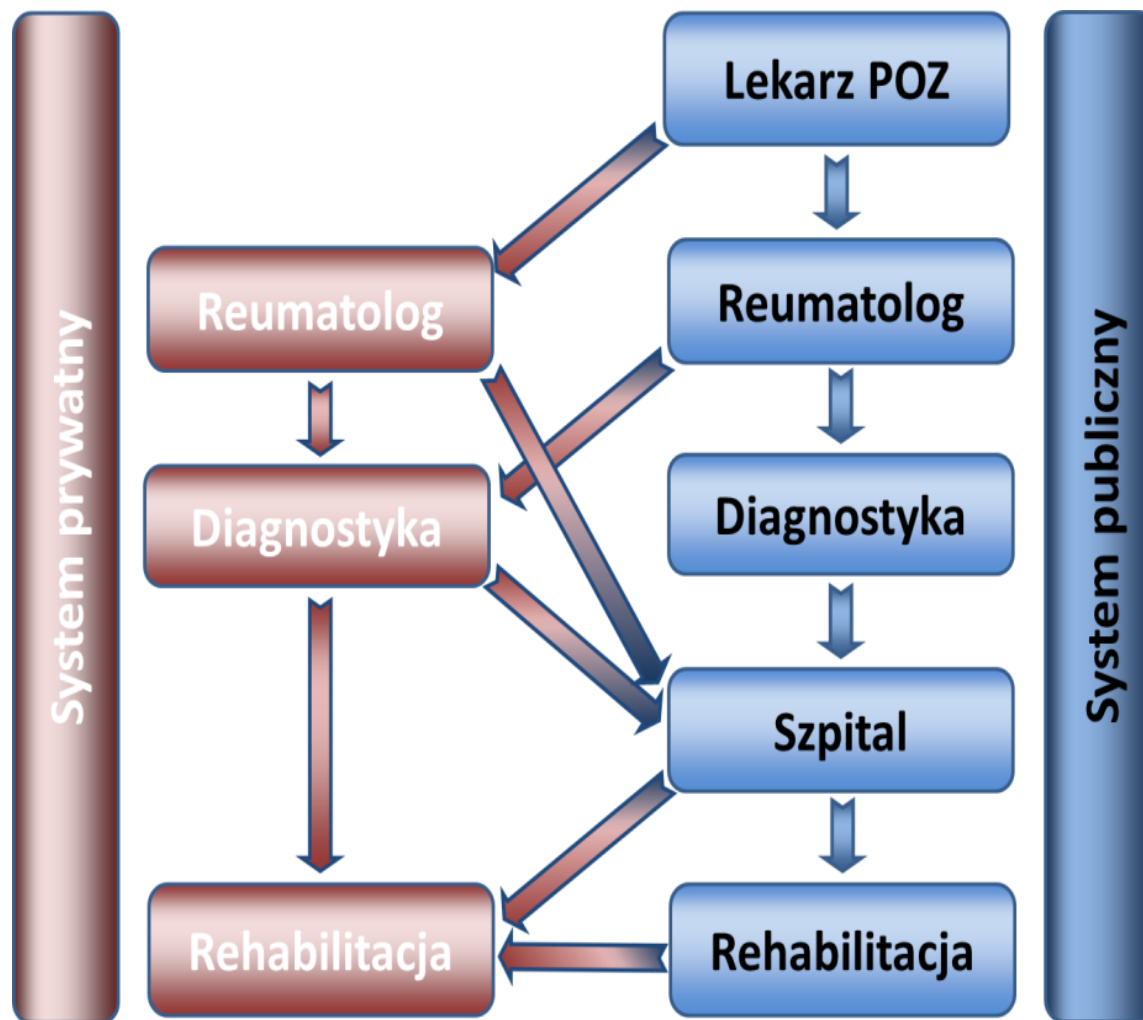 System prywatny
Lekarz POZ
Reumatolog
Reumatolog
Diagnostyka
Diagnostyka
Szpital
Rehabilitacja
Rehabilitacja
System publiczny